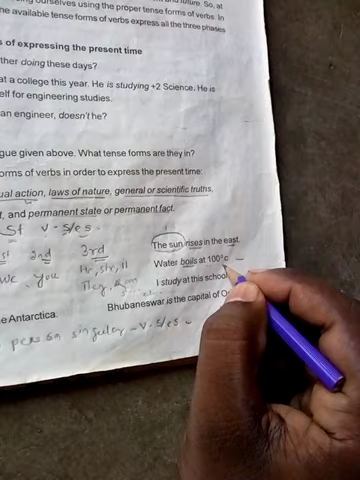 ourselves using the proper tense forms of verbs. In
he available tense forms of verbs express all the three phases
s of expressing the present time
ther doing these days?
at a college this year. He is studying +2 Science. He is
elf for engineering studies.
an engineer, doesn't he?
gue given above. What tense forms are they in?
orms of verbs in order to express the present time:
ual action, laws of nature, general or scientific truths,
t, and permanent state or permanent fact.
St V-S/es.
The sun rises in the east.
st 2nd 3rd
Water boils at 100°c
we you He, she, it
I study at this school
They,
Bhubaneswar is the capital of O
e Antarctica.
person singular - V-S/es